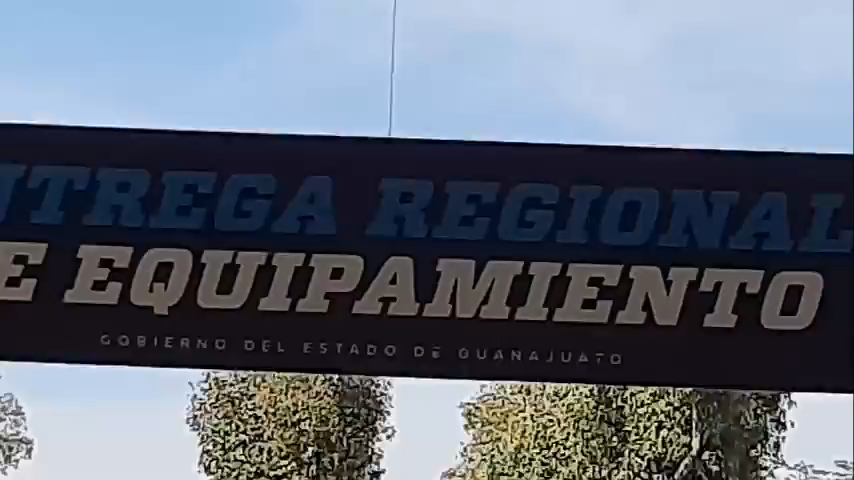 NTREGA REGIONAL
E EQUIPAMIENTO
GOBIERNO DEL ESTADO DE GUANAJUATO